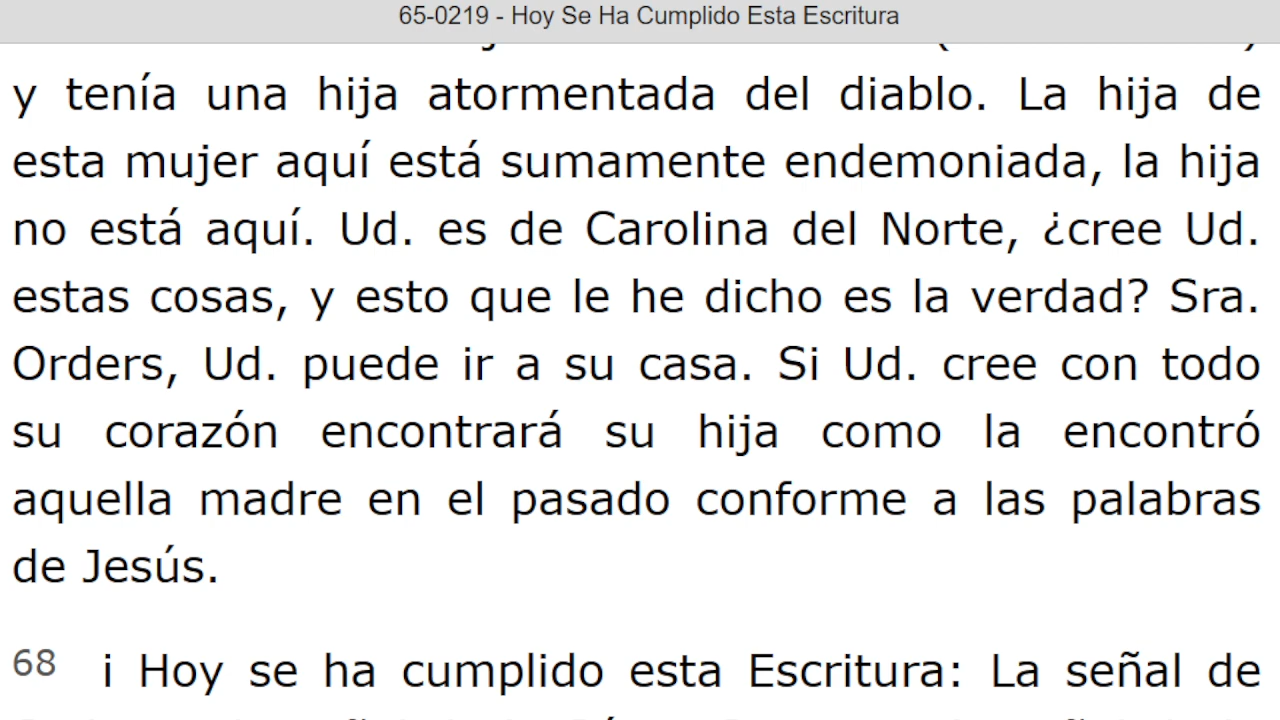 65-0219 - Hoy Se Ha Cumplido Esta Escritura
y tenía una hija atormentada del diablo. La hija de
esta mujer aquí está sumamente endemoniada, la hija
no está aquí. Ud. es de Carolina del Norte, ¿cree Ud.
estas cosas, y esto que le he dicho es la verdad? Sra.
Orders, Ud. puede ir a su casa. Si Ud. cree con todo
su corazón encontrará su hija como la encontró
aquella madre en el pasado conforme a las palabras
de Jesús.
68 i Hoy se ha cumplido esta Escritura: La señal de